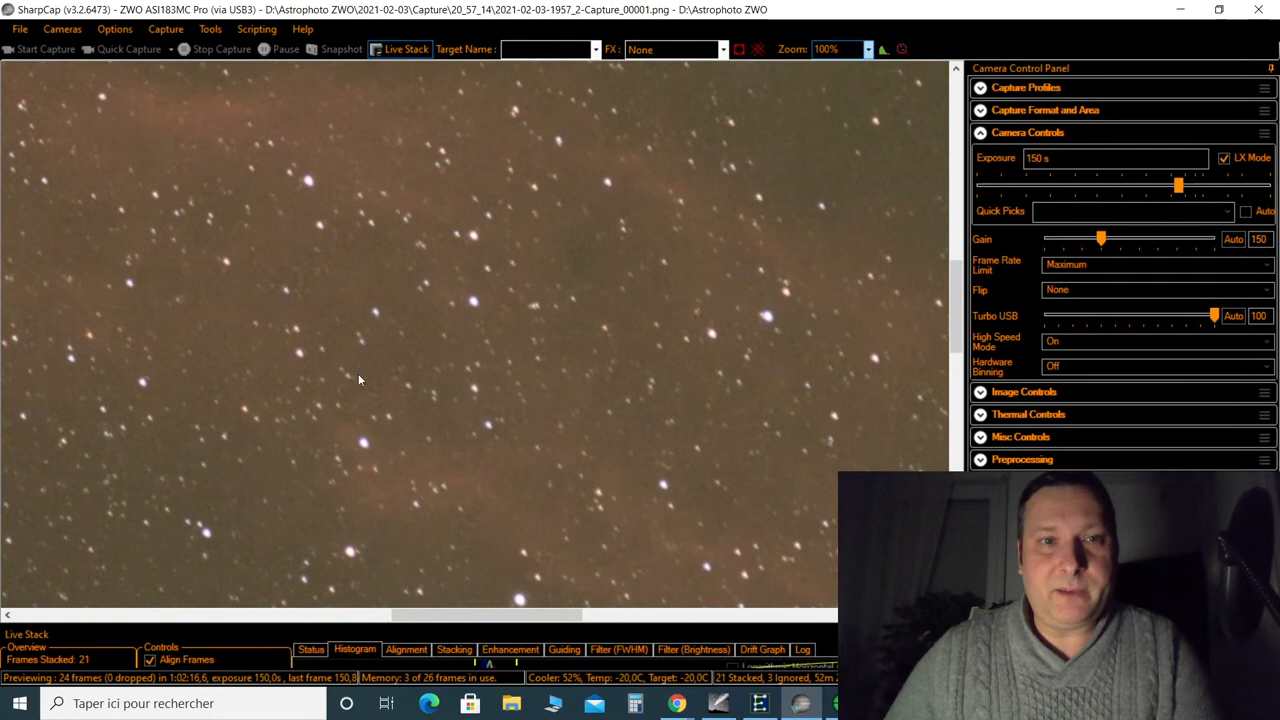 SharpCap (v3.2.6473) - ZWO ASI183MC Pro (via USB3) - D:\Astrophoto ZWO\2021-02-03\Capture\20_57_14\2021-02-03-1957_2-Capture_00001.png - D:\Astrophoto ZWO
File Cameras Options Capture Tools Scripting Help
Start Capture Quick Capture Stop Capture Pause Snapshot Live Stack Target Name : FX : None Zoom: 100%
Camera Control Panel
Capture Profiles
Capture Format and Area
Camera Controls
Exposure 150 s LX Mode
Quick Picks Auto
Gain Auto 150
Frame Rate Limit Maximum
Flip None
Turbo USB Auto 100
High Speed Mode On
Hardware Binning Off
Image Controls
Thermal Controls
Misc Controls
Preprocessing
Live Stack
Overview Controls Status Histogram Alignment Stacking Enhancement Guiding Filter (FWHM) Filter (Brightness) Drift Graph Log
Frames Stacked: 21 Align Frames
Previewing : 24 frames (0 dropped) in 1:02:16,6, exposure 150,0s , last frame 150,8 Memory: 3 of 26 frames in use. Cooler: 52%, Temp: -20,0C, Target: -20,0C 21 Stacked, 3 Ignored, 52m
Taper ici pour rechercher